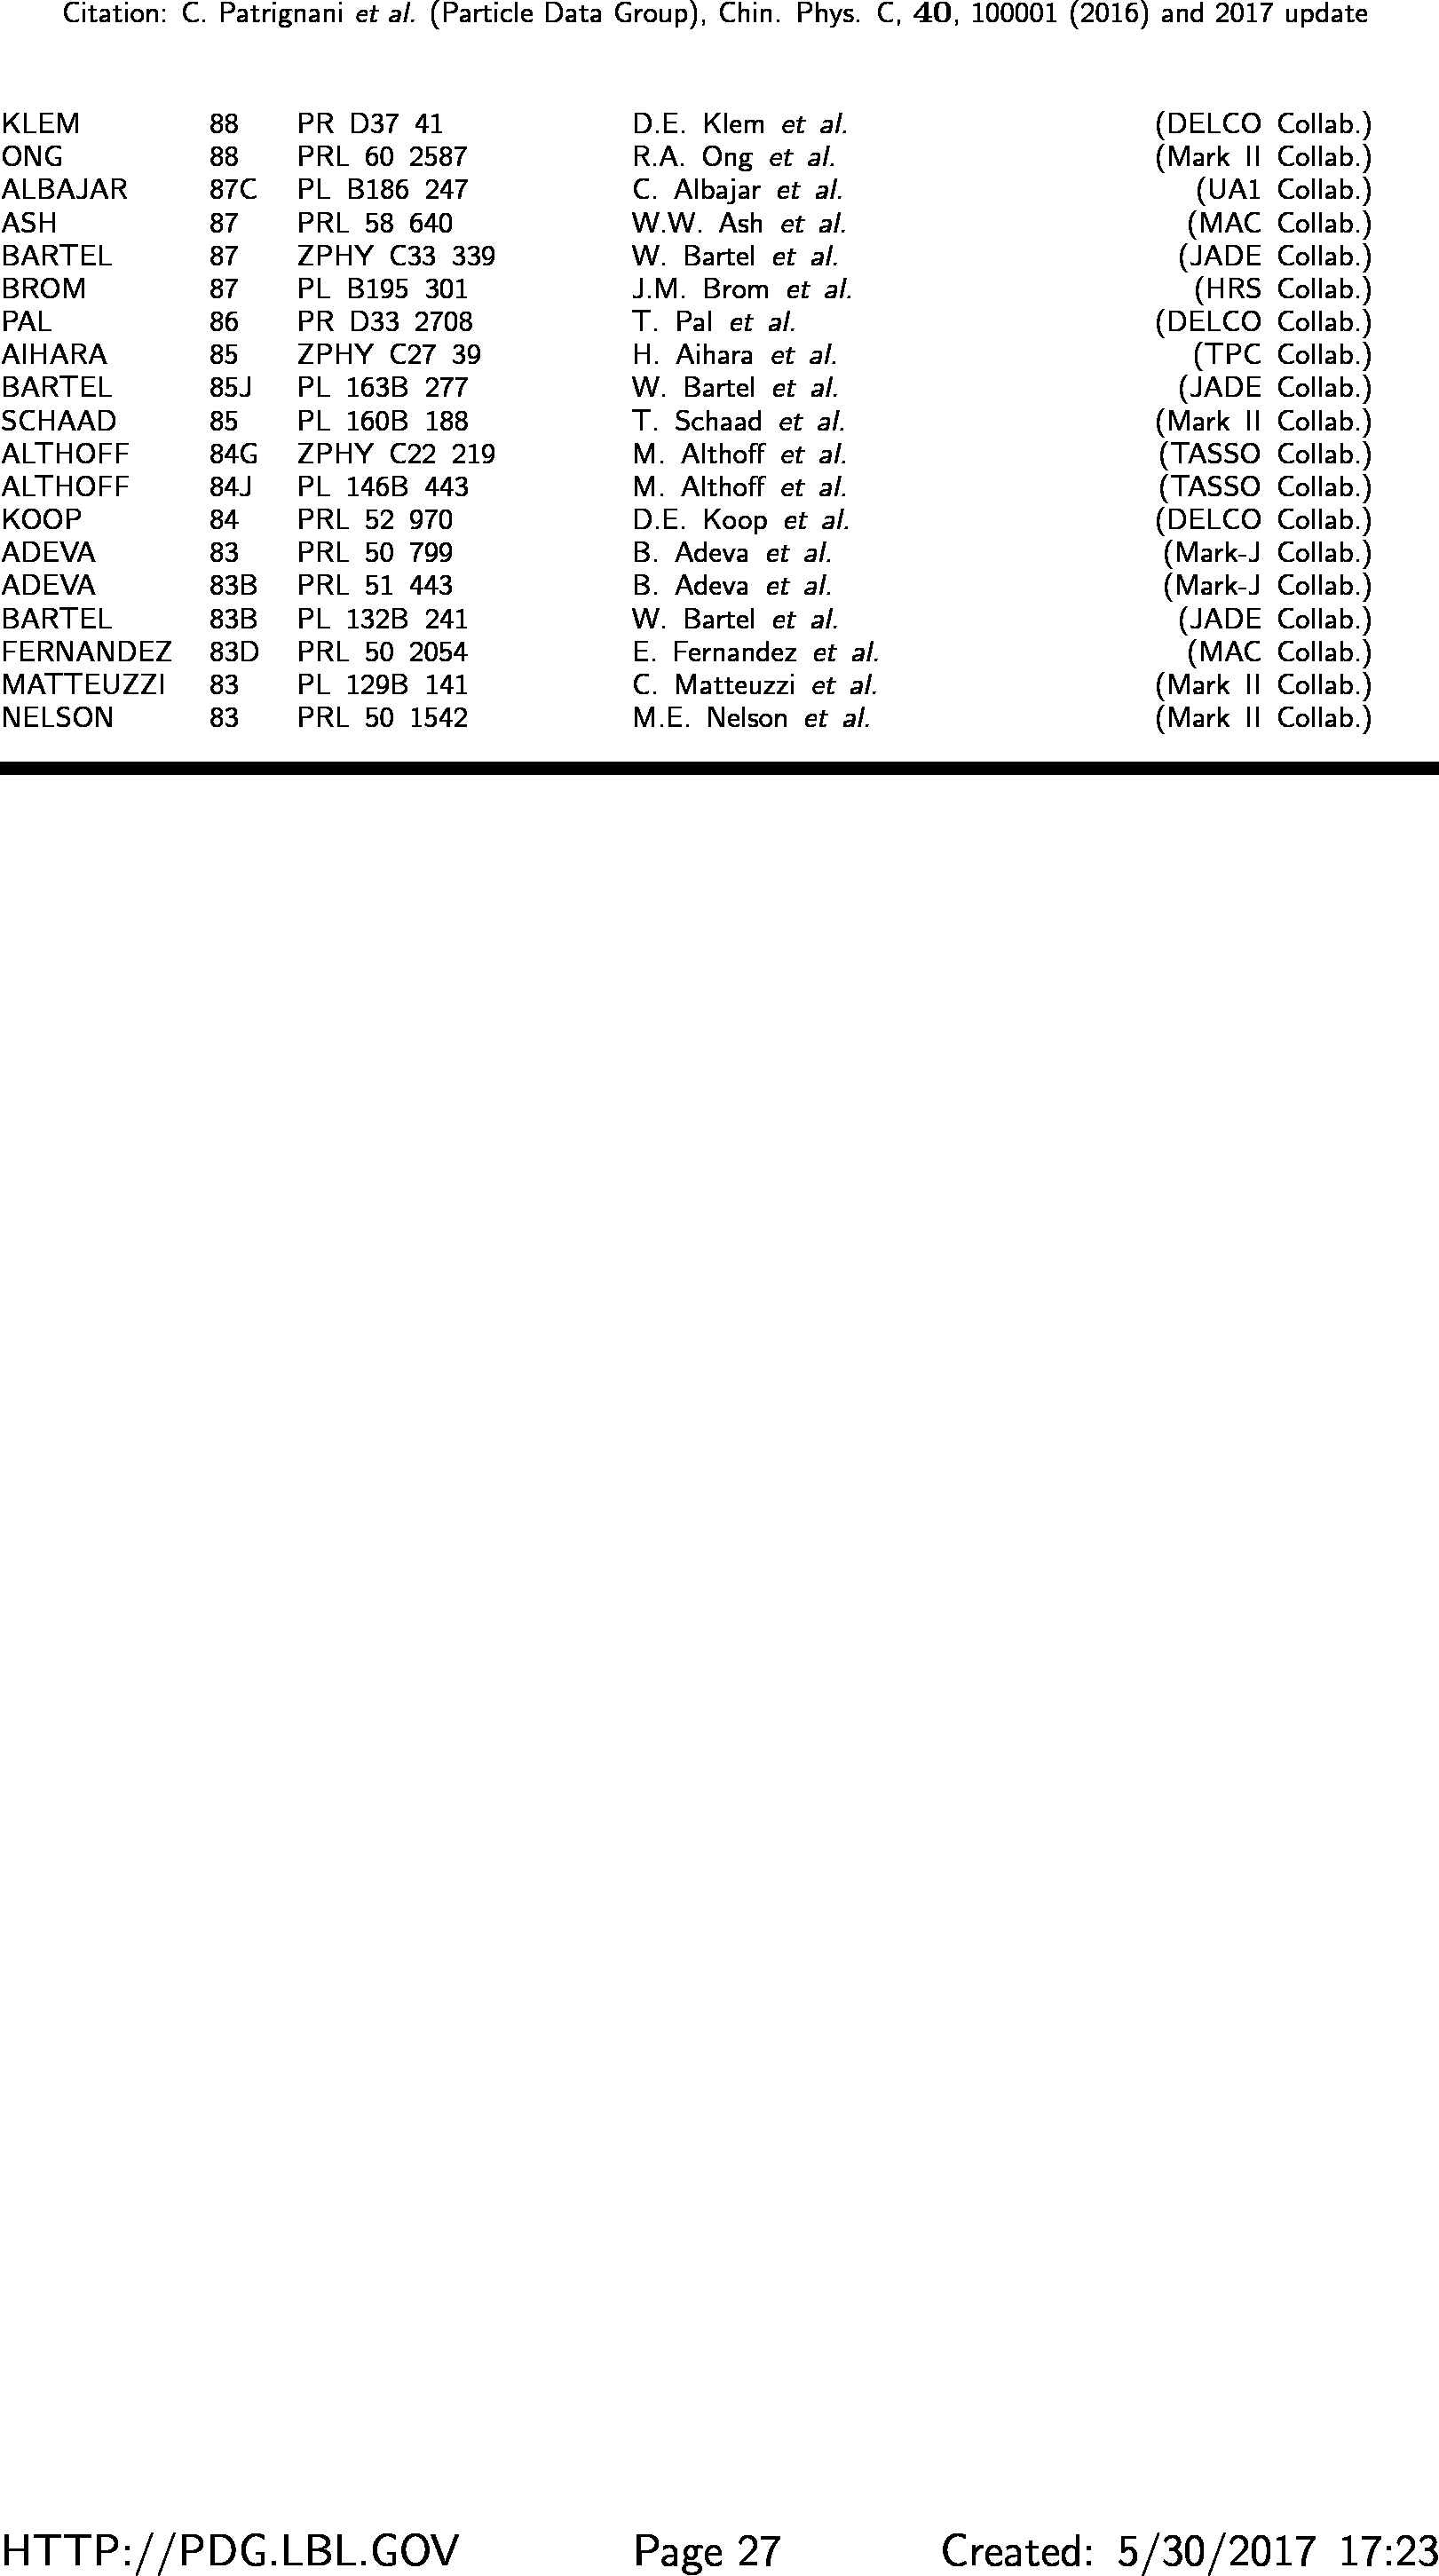 Citation: C. Patrignani et al. (Particle Data Group), Chin. Phys. C, 40, 100001 (2016) and 2017 update
KLEM 88 PR D37 41 D.E. Klem et al. (DELCO Collab.)
ONG 88 PRL 60 2587 R.A. Ong et al. (Mark II Collab.)
ALBAJAR 87C PL B186 247 C. Albajar et al. (UA1 Collab.)
ASH 87 PRL 58 640 W.W. Ash et al. (MAC Collab.)
BARTEL 87 ZPHY C33 339 W. Bartel et al. (JADE Collab.)
BROM 87 PL B195 301 J.M. Brom et al. (HRS Collab.)
PAL 86 PR D33 2708 T. Pal et al. (DELCO Collab.)
AIHARA 85 ZPHY C27 39 H. Aihara et al. (TPC Collab.)
BARTEL 85J PL 163B 277 W. Bartel et al. (JADE Collab.)
SCHAAD 85 PL 160B 188 T. Schaad et al. (Mark II Collab.)
ALTHOFF 84G ZPHY C22 219 M. Althoff et al. (TASSO Collab.)
ALTHOFF 84J PL 146B 443 M. Althoff et al. (TASSO Collab.)
KOOP 84 PRL 52 970 D.E. Koop et al. (DELCO Collab.)
ADEVA 83 PRL 50 799 B. Adeva et al. (Mark-J Collab.)
ADEVA 83B PRL 51 443 B. Adeva et al. (Mark-J Collab.)
BARTEL 83B PL 132B 241 W. Bartel et al. (JADE Collab.)
FERNANDEZ 83D PRL 50 2054 E. Fernandez et al. (MAC Collab.)
MATTEUZZI 83 PL 129B 141 C. Matteuzzi et al. (Mark II Collab.)
NELSON 83 PRL 50 1542 M.E. Nelson et al. (Mark II Collab.)
HTTP://PDG.LBL.GOV Page 27 Created: 5/30/2017 17:23